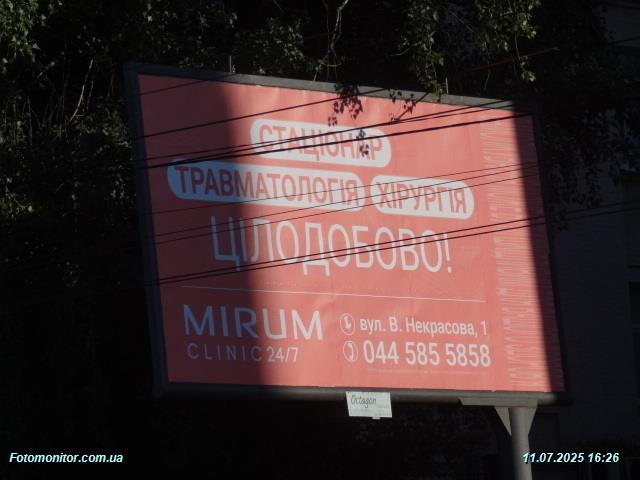 СТАЦІОНАР
ТРАВМАТОЛОГІЯ ХІРУРГІЯ
ЦІЛОДОБОВО!
MIRUM
CLINIC 24/7
вул. В. Некрасова, 1
044 585 5858
Octagon
Fotomonitor.com.ua
11.07.2025 16:26